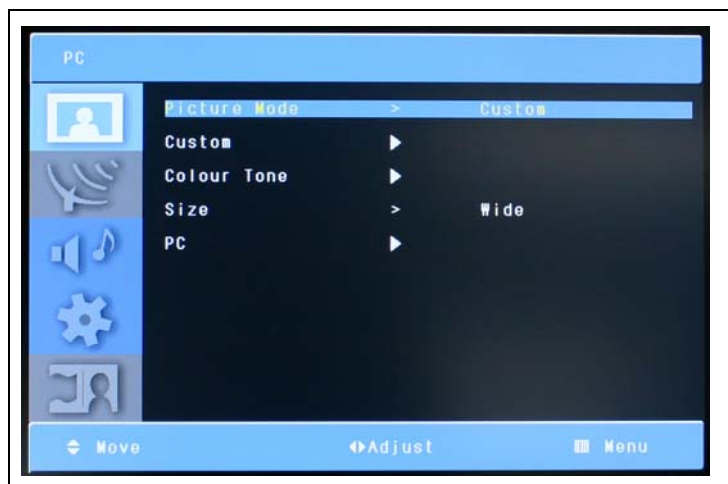 PC
Picture Mode > Custom
Custom
Colour Tone
Size > Wide
PC
Move Adjust Menu